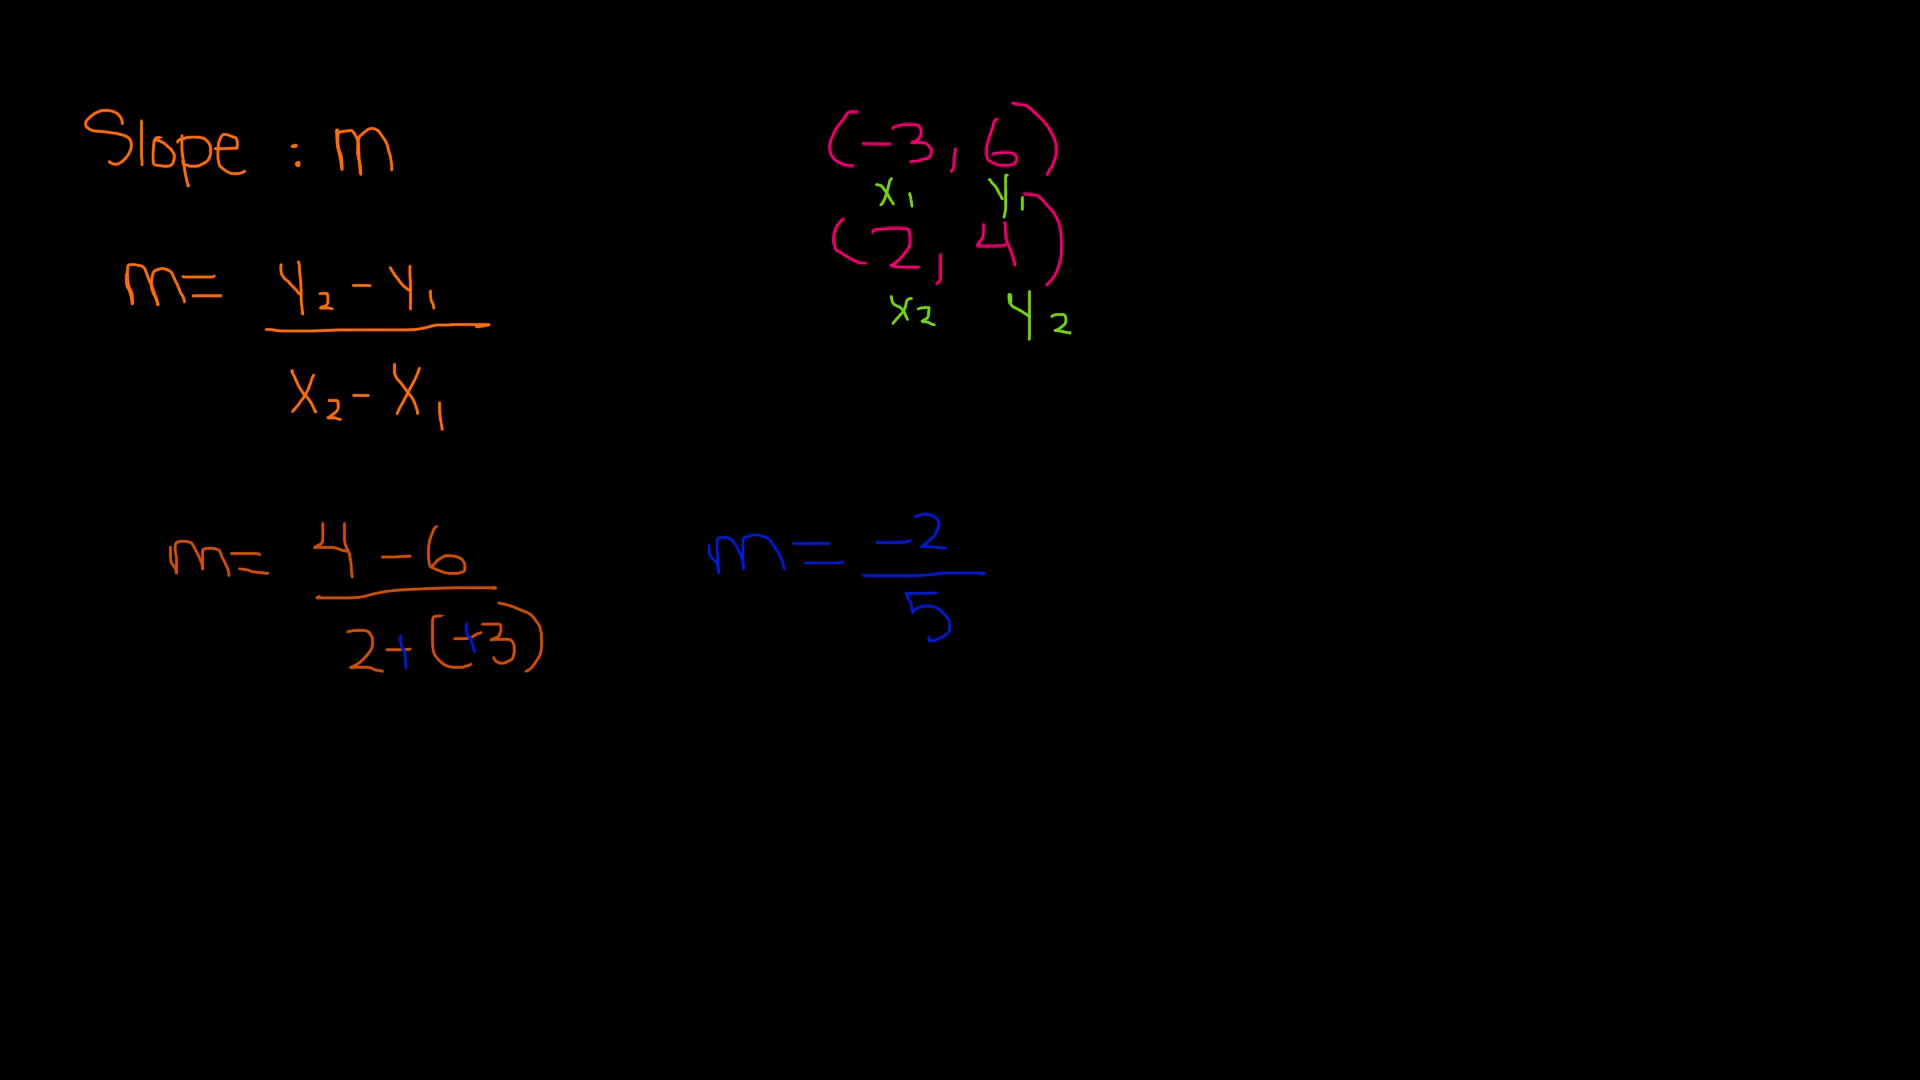 Slope : m
(-3, 6)
x₁ y₁
(2, 4)
x₂ y₂
m= y₂ - y₁
x₂ - x₁
m= 4 - 6
2+(+3)
m= -2
5